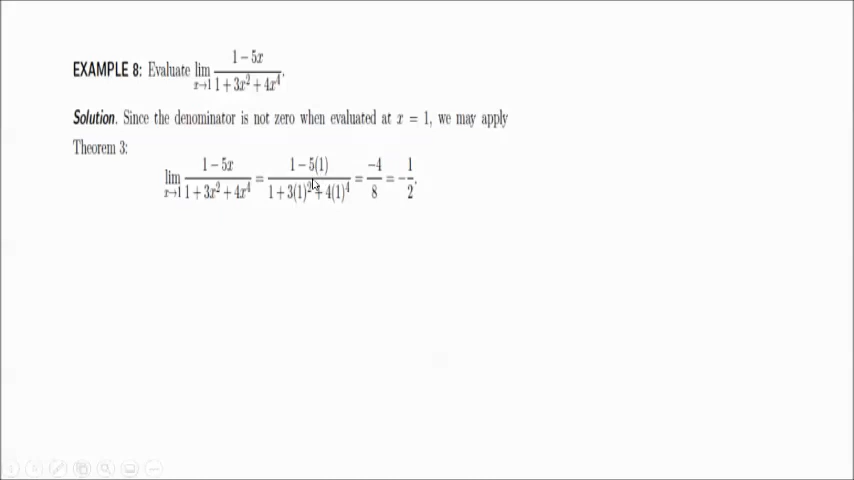 EXAMPLE 8: Evaluate lim x→1 (1 − 5x)/(1 + 3x² + 4x⁴).
Solution. Since the denominator is not zero when evaluated at x = 1, we may apply
Theorem 3:
lim x→1 (1 − 5x)/(1 + 3x² + 4x⁴) = (1 − 5(1))/(1 + 3(1)² + 4(1)⁴) = −4/8 = −1/2.